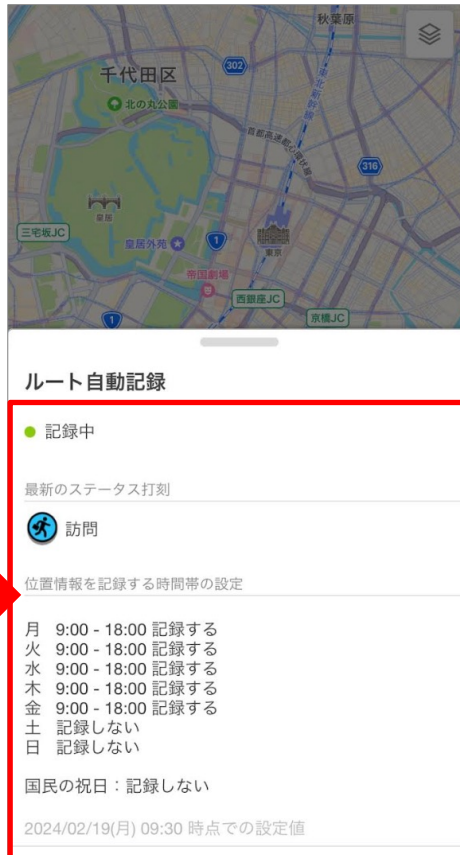 秋葉原
千代田区
302
北の丸公園
東北新幹線
首都高速都心環状線
316
皇居
三宅坂JC
皇居外苑
1
東京
帝国劇場
西銀座JC
1
京橋JC
ルート自動記録
記録中
最新のステータス打刻
訪問
位置情報を記録する時間帯の設定
月 9:00 - 18:00 記録する
火 9:00 - 18:00 記録する
水 9:00 - 18:00 記録する
木 9:00 - 18:00 記録する
金 9:00 - 18:00 記録する
土 記録しない
日 記録しない
国民の祝日：記録しない
2024/02/19(月) 09:30 時点での設定値